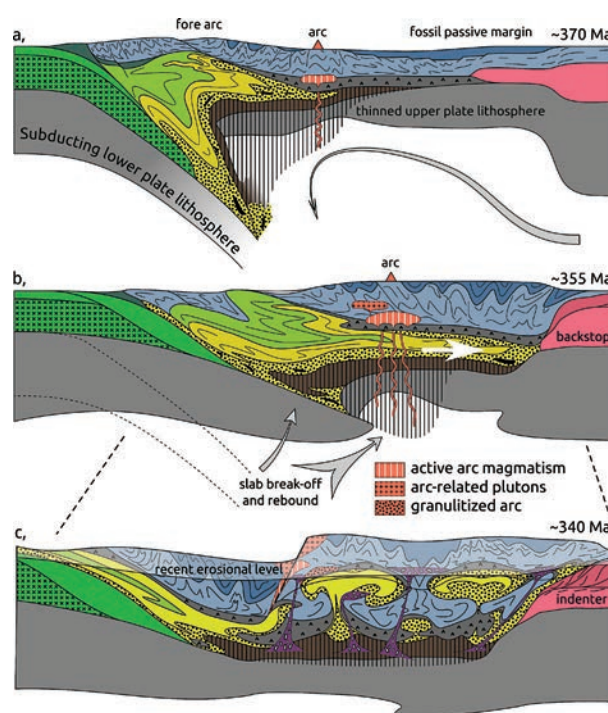 a,
fore arc
arc
fossil passive margin
~370 Ma
thinned upper plate lithosphere
Subducting lower plate lithosphere
b,
arc
~355 Ma
backstop
slab break-off
and rebound
active arc magmatism
arc-related plutons
granulitized arc
c,
~340 Ma
recent erosional level
indenter